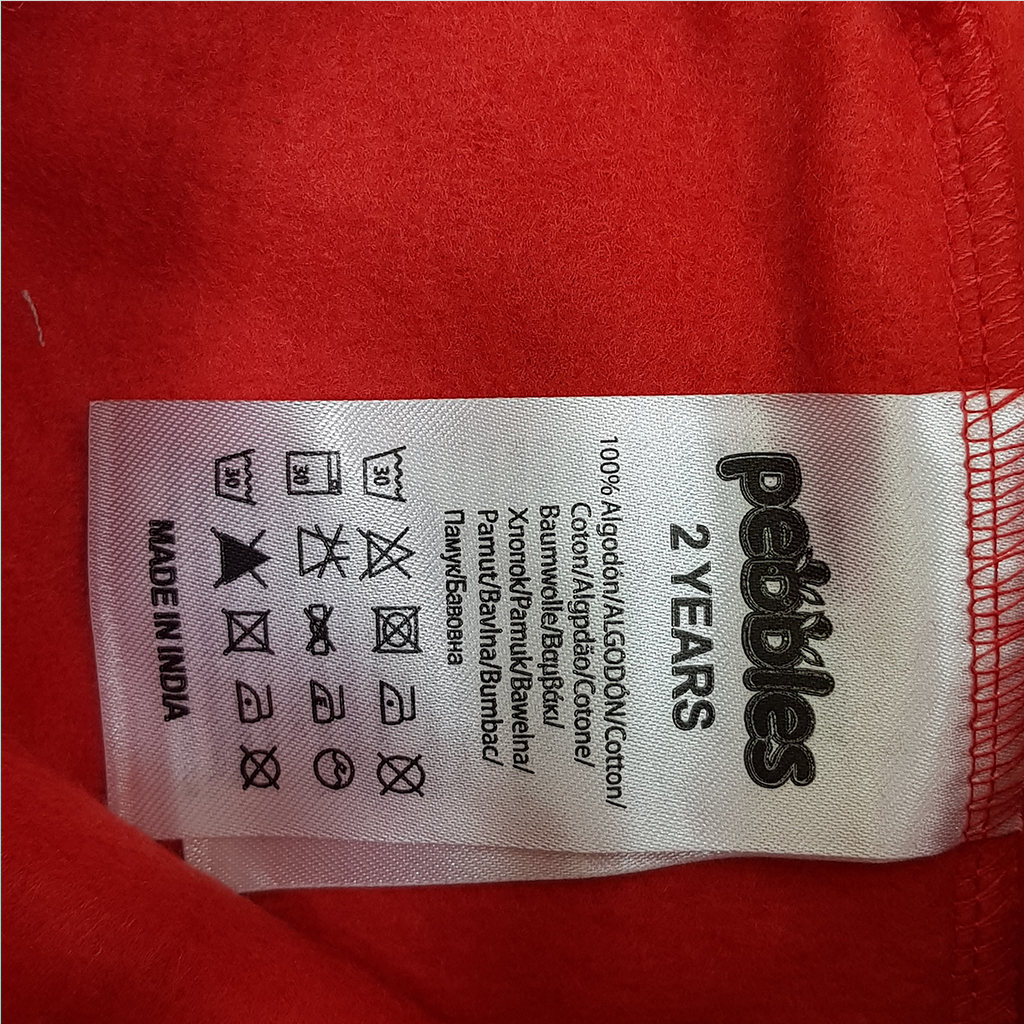 pebbles
2 YEARS
100% Algodón/ALGODÓN/Cotton/
Coton/Algpdão/Cotone/
Baumwolle/Βαμβάκι/
Хлопок/Pamuk/Bawełna/
Pamut/Bavlna/Bumbac/
Памук/Бавовна
30
30
30
MADE IN INDIA